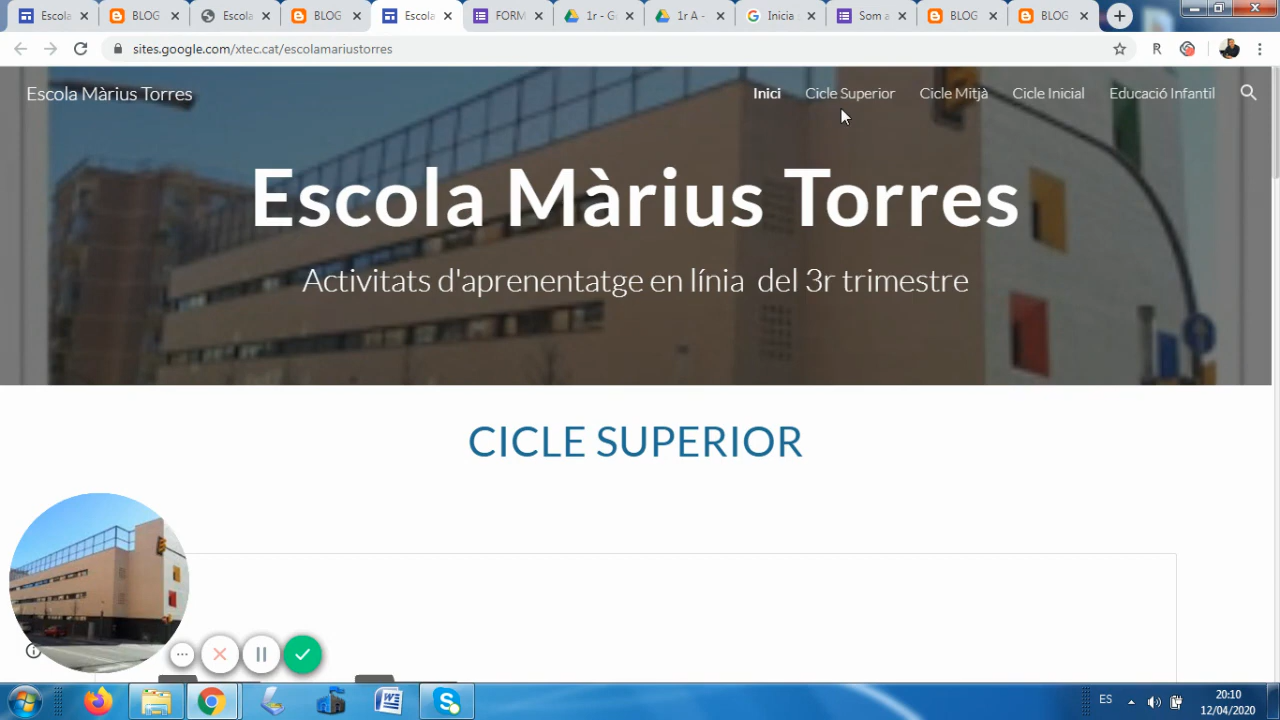 Escola
BLOG
Escola
BLOG
Escola
FORM
1r - G
1r A -
Inicia
Som a
BLOG
BLOG
sites.google.com/xtec.cat/escolamariustorres
R
Escola Màrius Torres
Inici
Cicle Superior
Cicle Mitjà
Cicle Inicial
Educació Infantil
Escola Màrius Torres
Activitats d'aprenentatge en línia del 3r trimestre
CICLE SUPERIOR
ES
20:10
12/04/2020